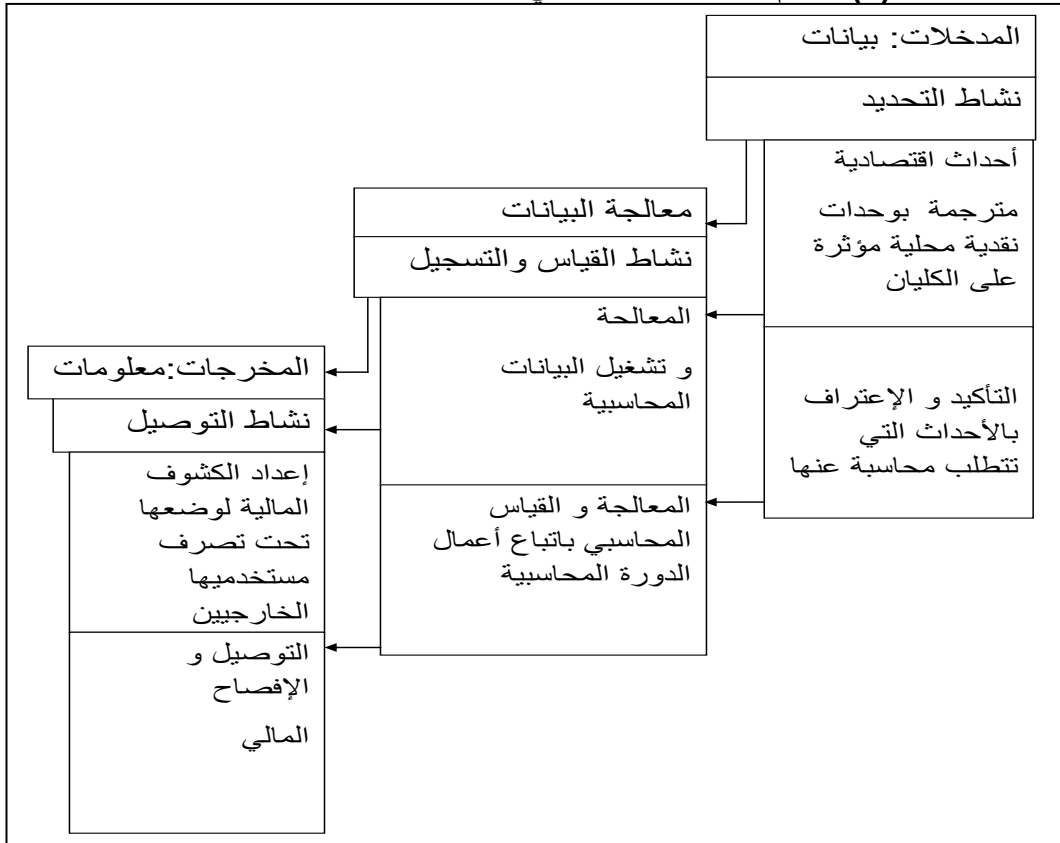 المدخلات: بيانات
نشاط التحديد
أحداث اقتصادية
مترجمة بوحدات
نقدية محلية مؤثرة
على الكليان
التأكيد و الإعتراف
بالأحداث التي
تتطلب محاسبة عنها
معالجة البيانات
نشاط القياس والتسجيل
المعالحة
و تشغيل البيانات
المحاسبية
المعالجة و القياس
المحاسبي باتباع أعمال
الدورة المحاسبية
المخرجات:معلومات
نشاط التوصيل
إعداد الكشوف
المالية لوضعها
تحت تصرف
مستخدميها
الخارجيين
التوصيل و
الإفصاح
المالي